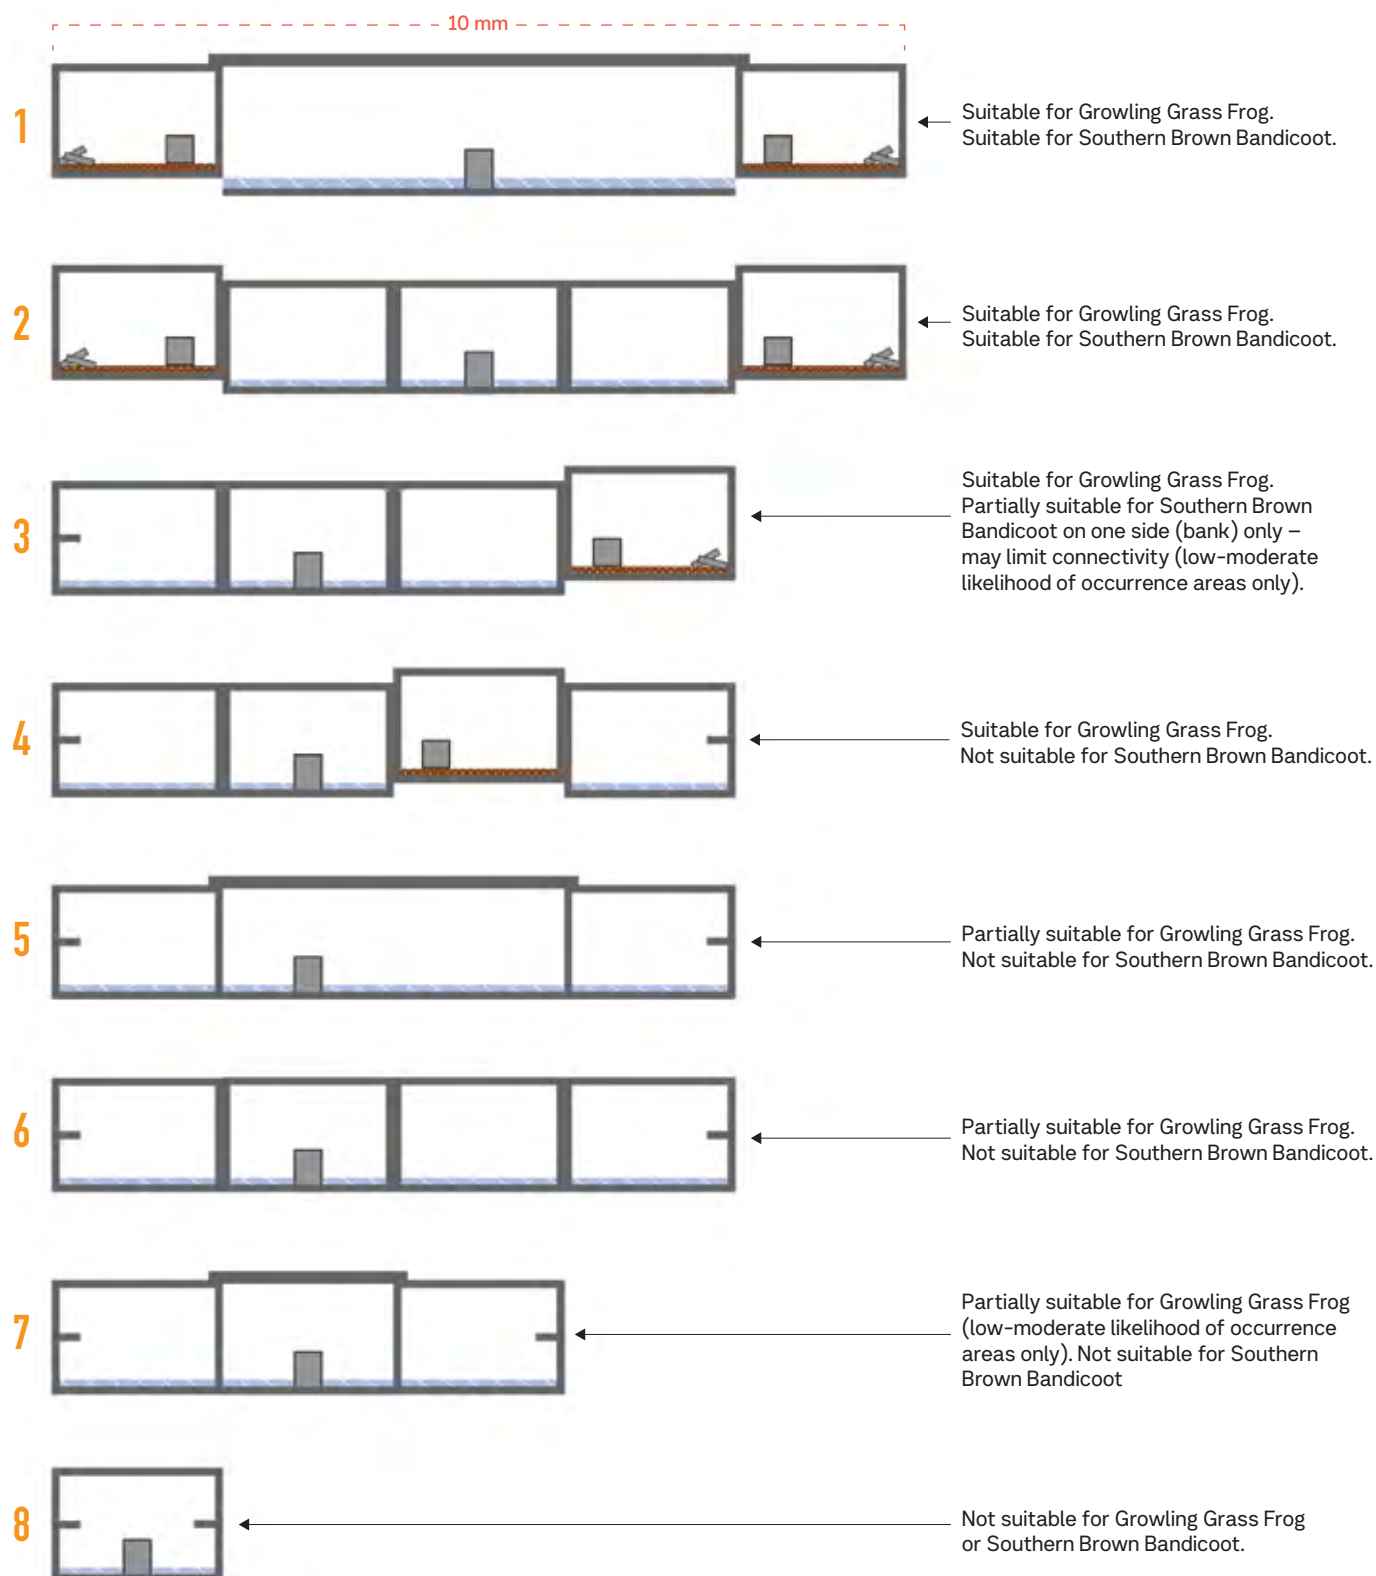 10 mm
1
Suitable for Growling Grass Frog.
Suitable for Southern Brown Bandicoot.
2
Suitable for Growling Grass Frog.
Suitable for Southern Brown Bandicoot.
3
Suitable for Growling Grass Frog.
Partially suitable for Southern Brown
Bandicoot on one side (bank) only –
may limit connectivity (low-moderate
likelihood of occurrence areas only).
4
Suitable for Growling Grass Frog.
Not suitable for Southern Brown Bandicoot.
5
Partially suitable for Growling Grass Frog.
Not suitable for Southern Brown Bandicoot.
6
Partially suitable for Growling Grass Frog.
Not suitable for Southern Brown Bandicoot.
7
Partially suitable for Growling Grass Frog
(low-moderate likelihood of occurrence
areas only). Not suitable for Southern
Brown Bandicoot
8
Not suitable for Growling Grass Frog
or Southern Brown Bandicoot.